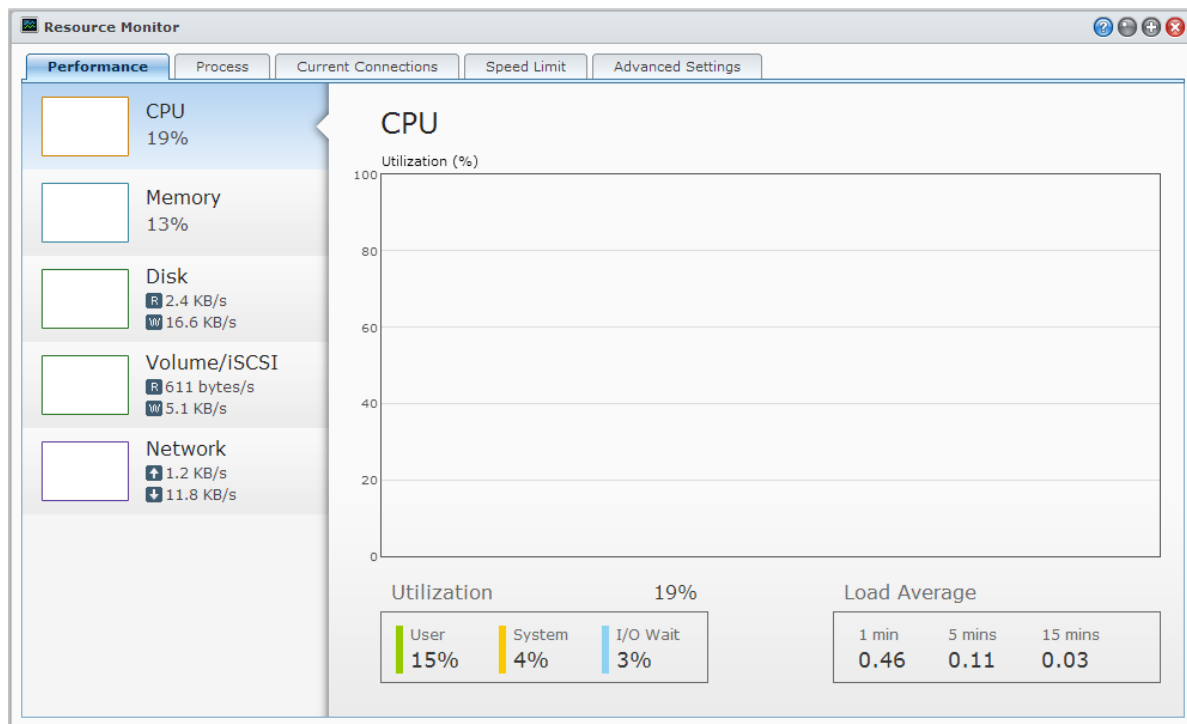 Resource Monitor
Performance Process Current Connections Speed Limit Advanced Settings
CPU
19%
Memory
13%
Disk
R 2.4 KB/s
W 16.6 KB/s
Volume/iSCSI
R 611 bytes/s
W 5.1 KB/s
Network
1.2 KB/s
11.8 KB/s
CPU
Utilization (%)
100
80
60
40
20
0
Utilization 19%
User System I/O Wait
15% 4% 3%
Load Average
1 min 5 mins 15 mins
0.46 0.11 0.03